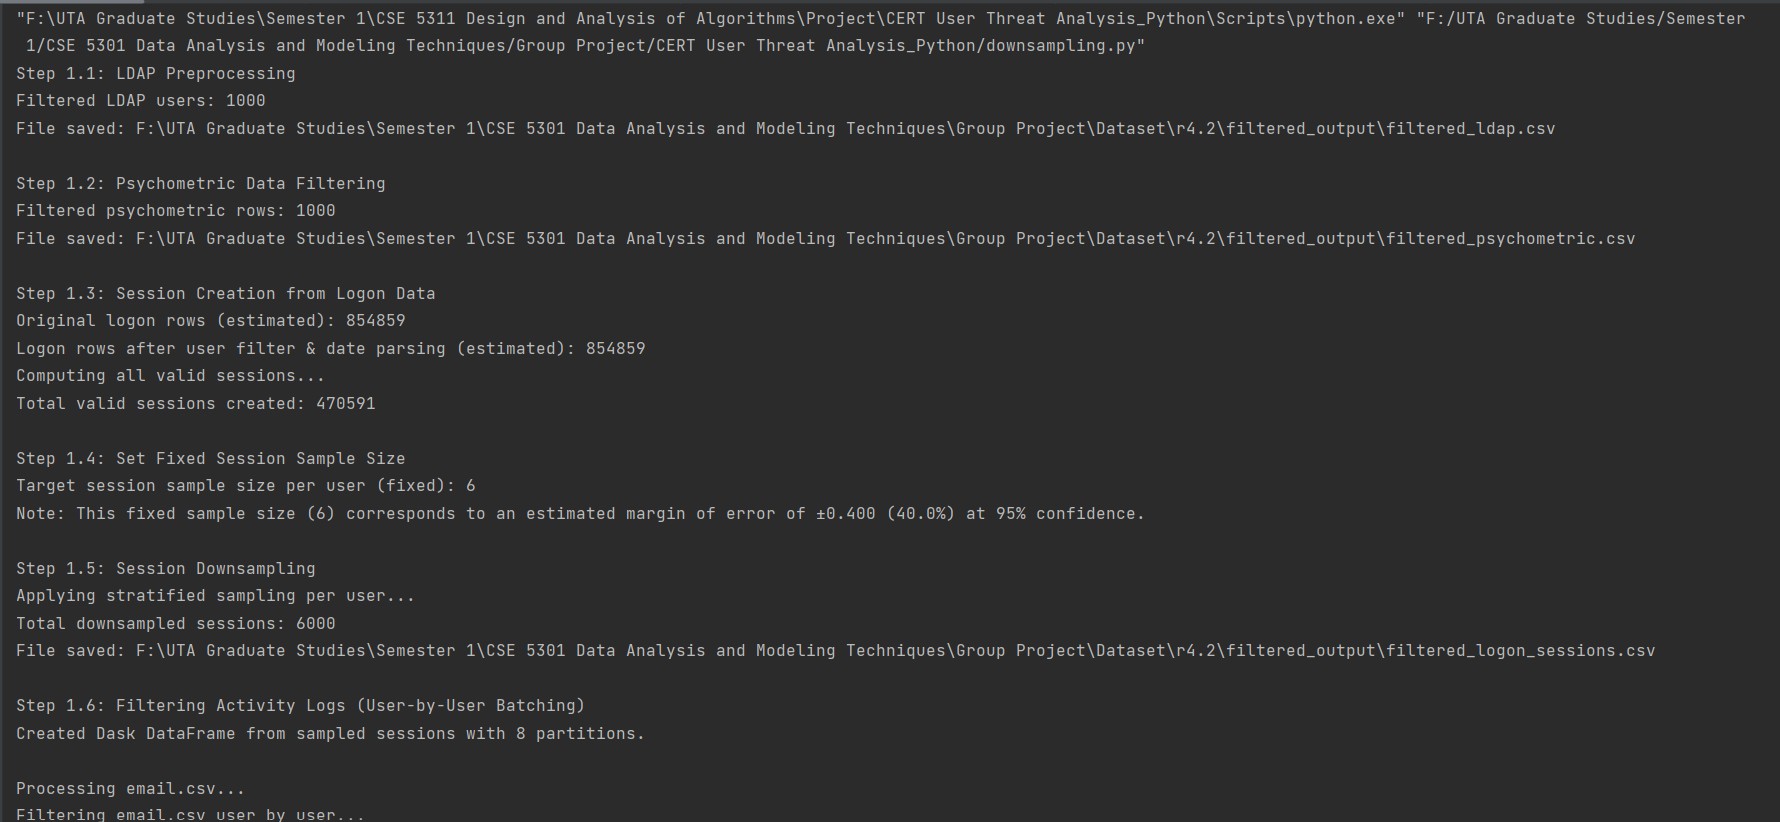 "F:\UTA Graduate Studies\Semester 1\CSE 5311 Design and Analysis of Algorithms\Project\CERT User Threat Analysis_Python\Scripts\python.exe" "F:/UTA Graduate Studies/Semester
1/CSE 5301 Data Analysis and Modeling Techniques/Group Project/CERT User Threat Analysis_Python/downsampling.py"
Step 1.1: LDAP Preprocessing
Filtered LDAP users: 1000
File saved: F:\UTA Graduate Studies\Semester 1\CSE 5301 Data Analysis and Modeling Techniques\Group Project\Dataset\r4.2\filtered_output\filtered_ldap.csv
Step 1.2: Psychometric Data Filtering
Filtered psychometric rows: 1000
File saved: F:\UTA Graduate Studies\Semester 1\CSE 5301 Data Analysis and Modeling Techniques\Group Project\Dataset\r4.2\filtered_output\filtered_psychometric.csv
Step 1.3: Session Creation from Logon Data
Original logon rows (estimated): 854859
Logon rows after user filter & date parsing (estimated): 854859
Computing all valid sessions...
Total valid sessions created: 470591
Step 1.4: Set Fixed Session Sample Size
Target session sample size per user (fixed): 6
Note: This fixed sample size (6) corresponds to an estimated margin of error of ±0.400 (40.0%) at 95% confidence.
Step 1.5: Session Downsampling
Applying stratified sampling per user...
Total downsampled sessions: 6000
File saved: F:\UTA Graduate Studies\Semester 1\CSE 5301 Data Analysis and Modeling Techniques\Group Project\Dataset\r4.2\filtered_output\filtered_logon_sessions.csv
Step 1.6: Filtering Activity Logs (User-by-User Batching)
Created Dask DataFrame from sampled sessions with 8 partitions.
Processing email.csv...
Filtering email.csv user by user...